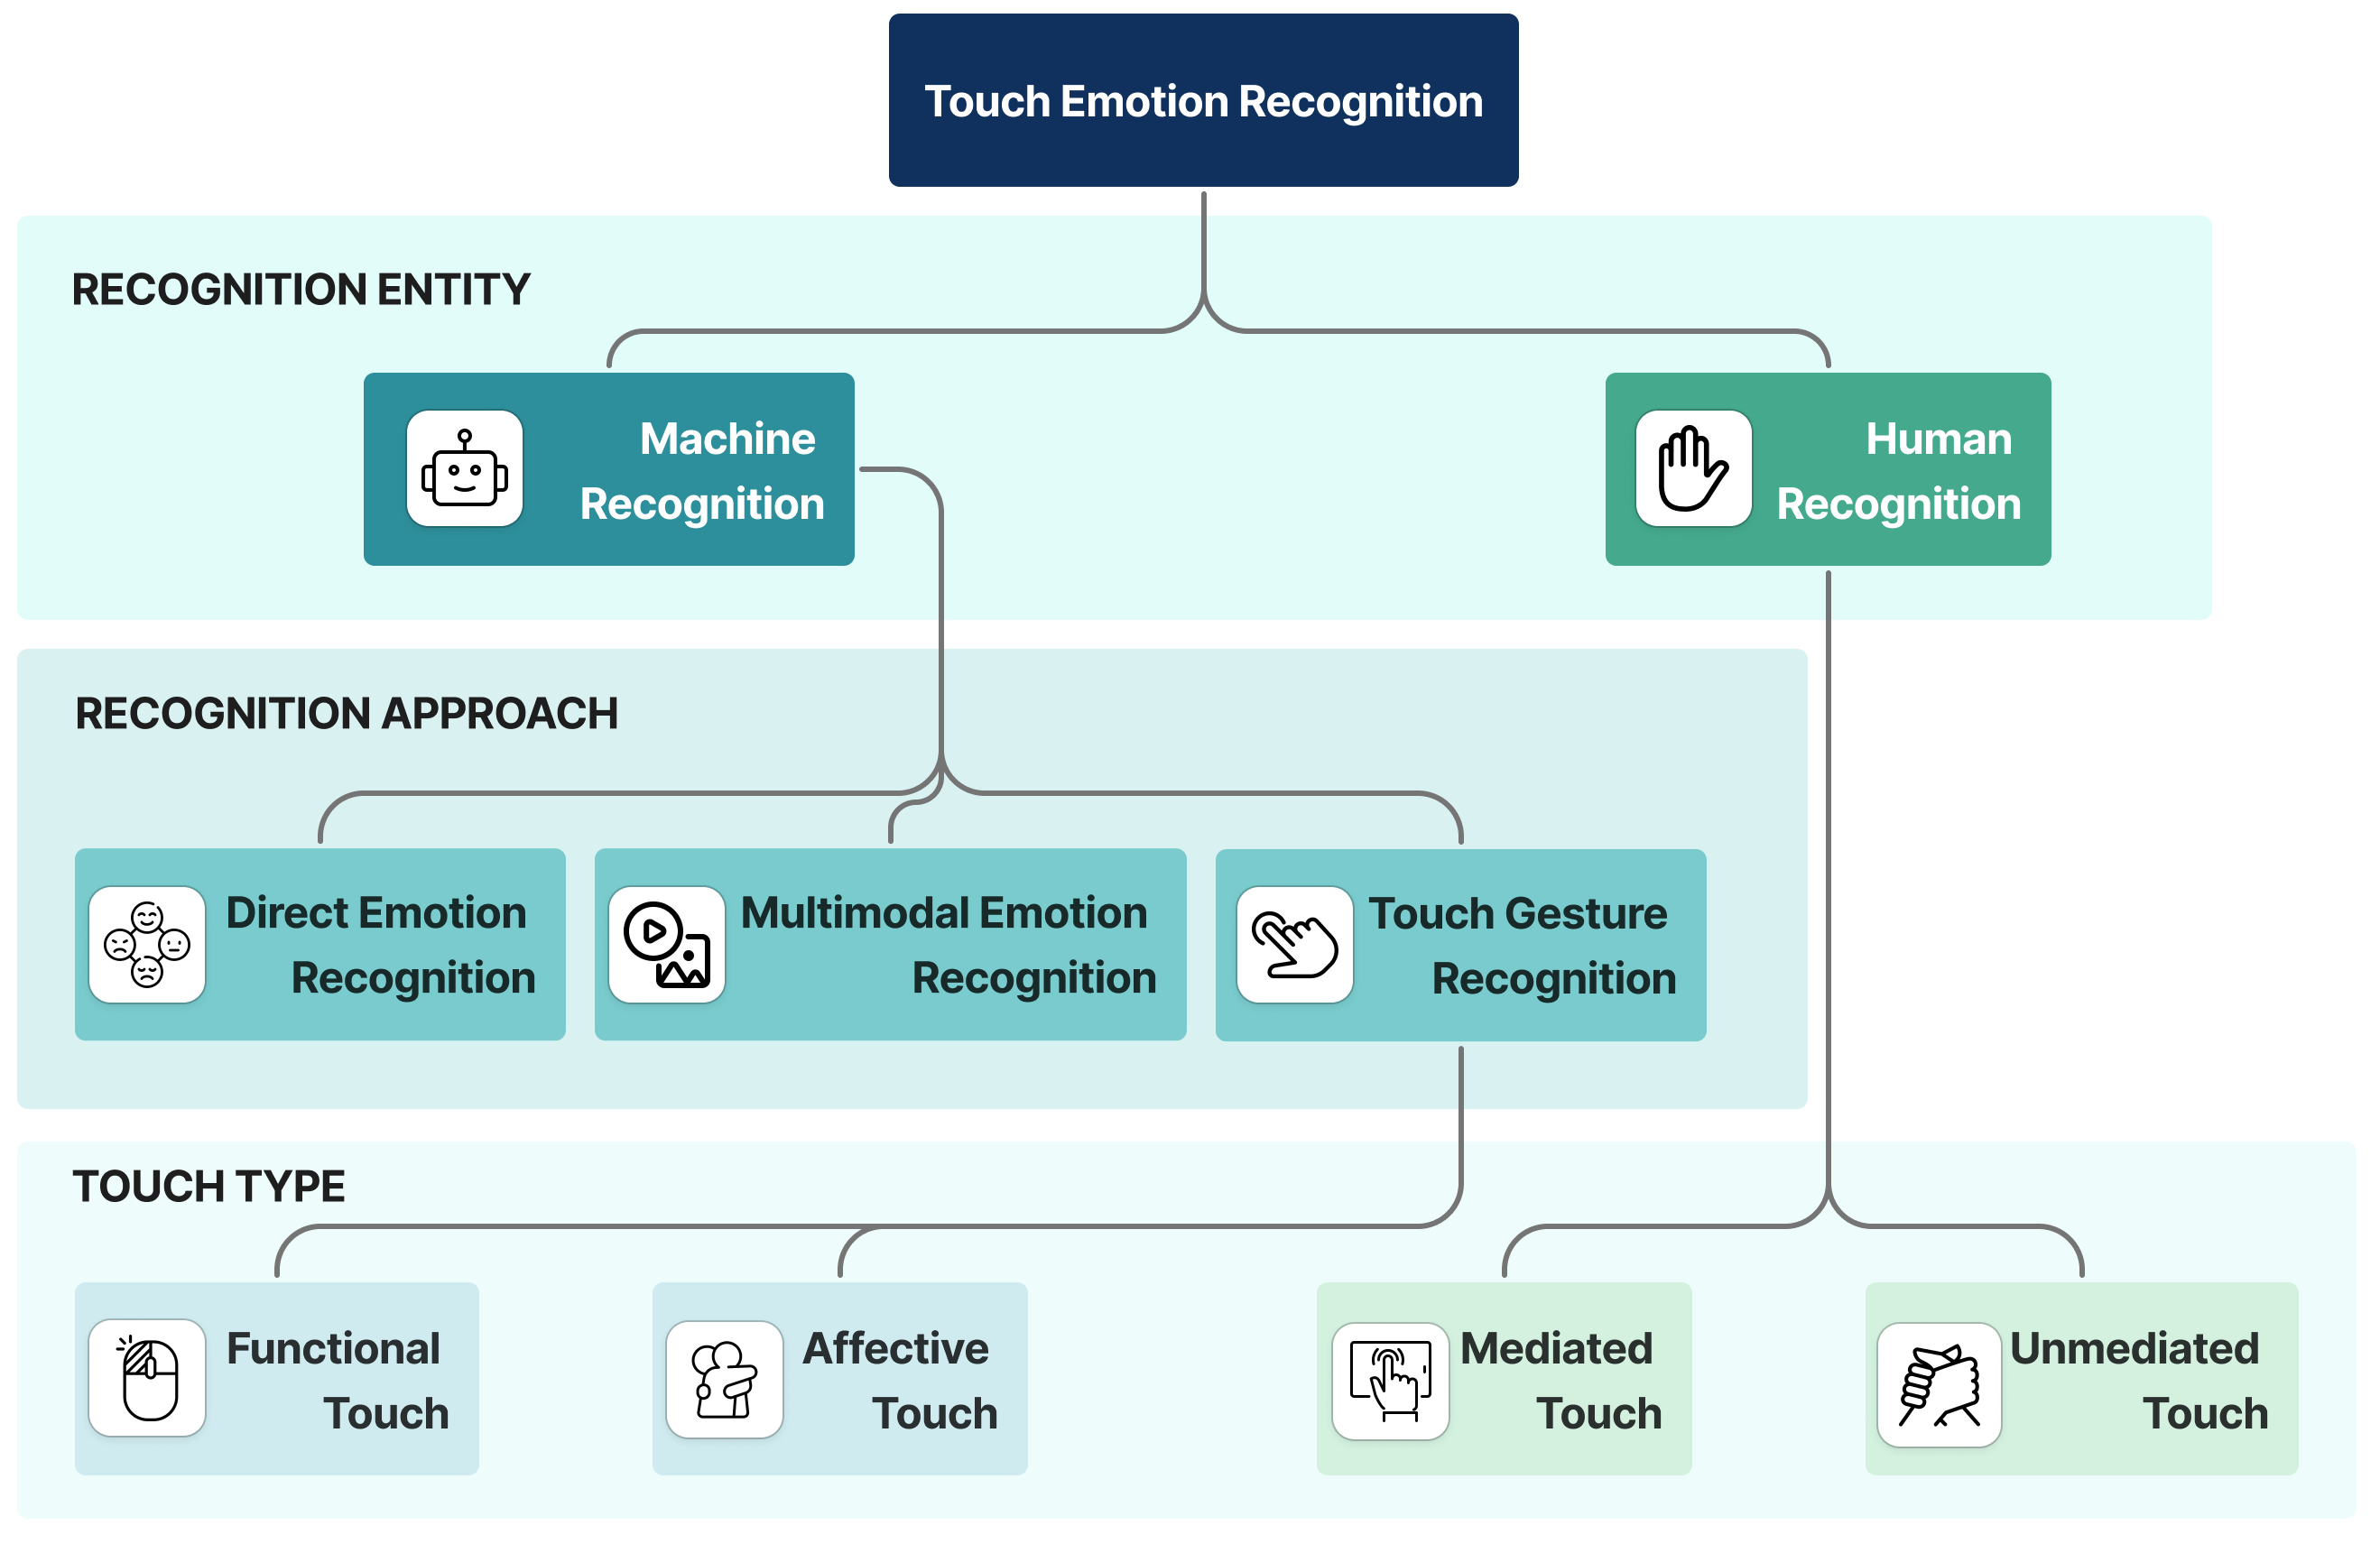 Touch Emotion Recognition
RECOGNITION ENTITY
Machine
Recognition
Human
Recognition
RECOGNITION APPROACH
Direct Emotion
Recognition
Multimodal Emotion
Recognition
Touch Gesture
Recognition
TOUCH TYPE
Functional
Touch
Affective
Touch
Mediated
Touch
Unmediated
Touch